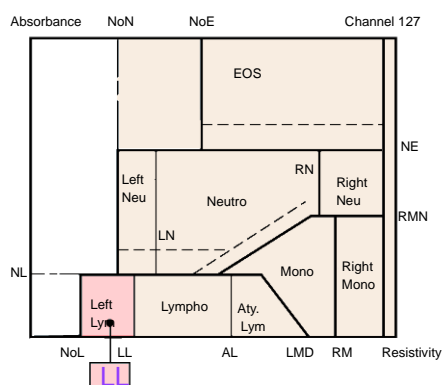 Absorbance NoN NoE Channel 127
EOS
NE
RN
Left
Neu
Neutro
Right
Neu
RMN
LN
NL
Mono
Right
Mono
Left
Lym
Lympho
Aty.
Lym
NoL LL AL LMD RM Resistivity
LL